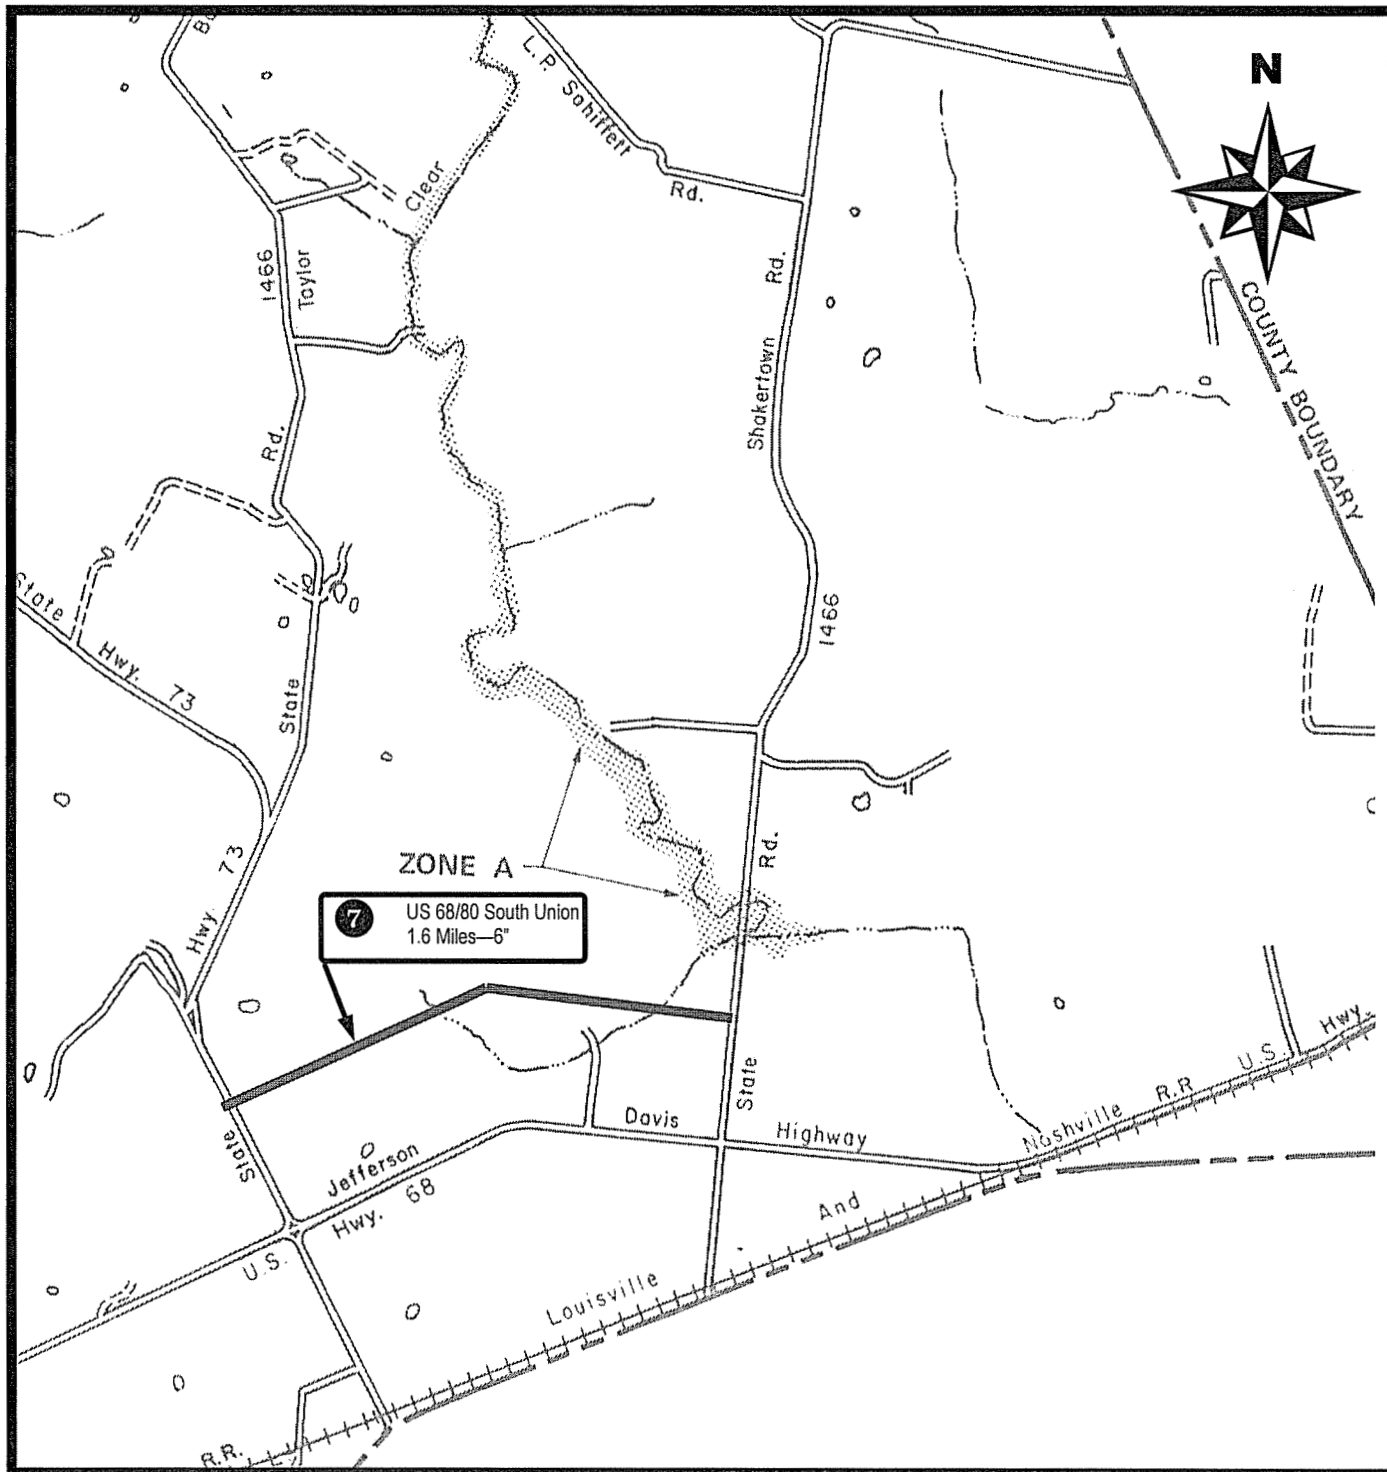 N
L.P. Sohiffett
Rd.
Clear
1466
Taylor
Rd.
Shakertown
Rd.
COUNTY BOUNDARY
Rd.
State
Hwy. 73
State
1466
ZONE A
Rd.
Hwy 73
7 US 68/80 South Union
1.6 Miles—6"
State
State
Jefferson
Davis
Highway
Hwy. 68
U.S.
Nashville
R.R
U.S.
Hwy.
Louisville
And
R.R.